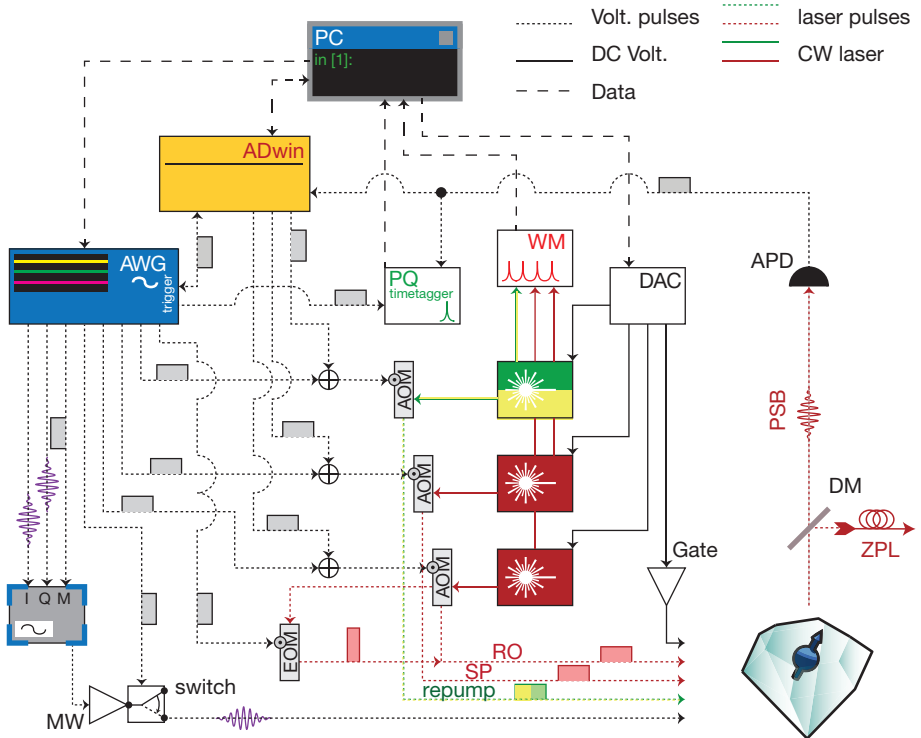 PC
in [1]:
Volt. pulses
laser pulses
DC Volt.
CW laser
Data
ADwin
AWG
trigger
PQ
timetagger
WM
DAC
APD
AOM
AOM
AOM
PSB
DM
ZPL
Gate
I Q M
EOM
RO
SP
repump
switch
MW